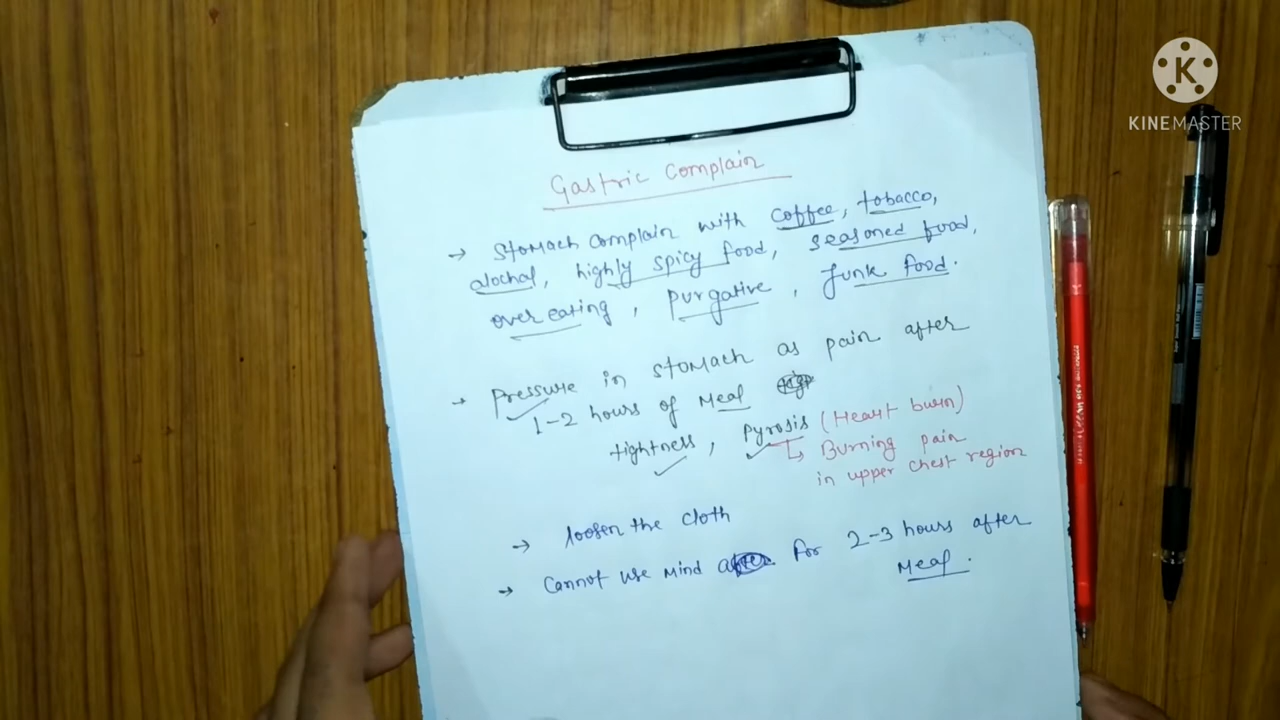 Gastric Complain
→ Stomach Complain with Coffee, tobacco,
alochal, highly spicy food, seasoned food,
over eating, purgative, Junk food.
→ Pressure in stomach as pain after
1-2 hours of Meal
tightness, Pyrosis (Heart burn)
↳ Burning pain
in upper chest region
→ loosen the cloth
→ Cannot use Mind for 2-3 hours after
Meal.
K
KINEMASTER